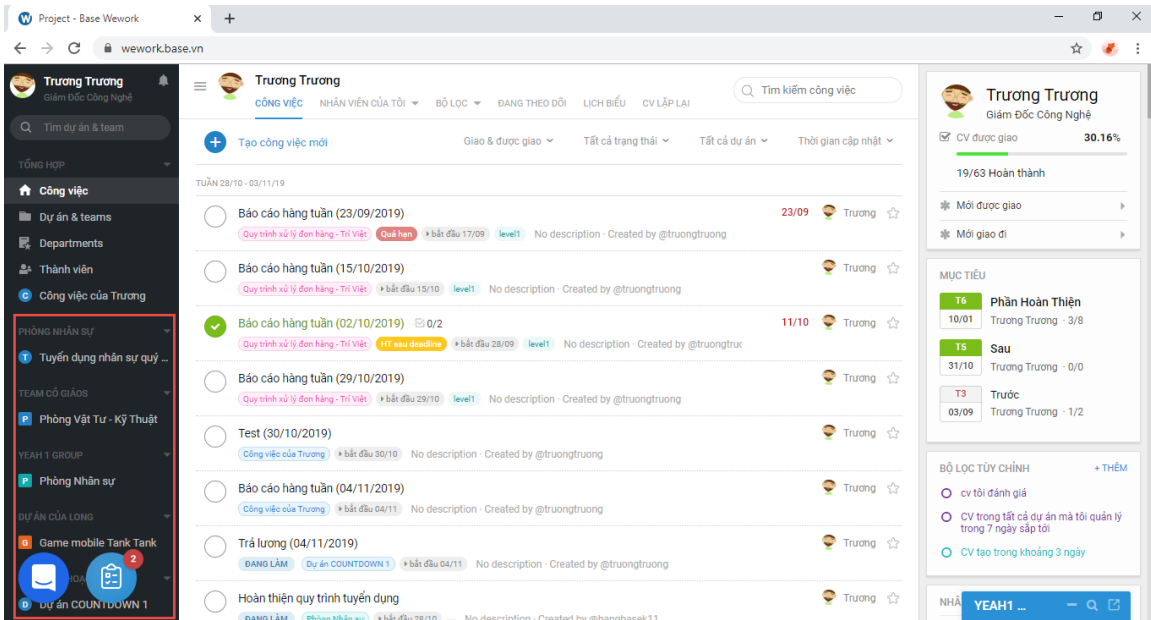 Project - Base Wework
wework.base.vn
Trương Trương
Giám Đốc Công Nghệ
Tìm dự án & team
TỔNG HỢP
Công việc
Dự án & teams
Departments
Thành viên
C Công việc của Trương
PHÒNG NHÂN SỰ
T Tuyển dụng nhân sự quý ...
TEAM CÔ GIÁOS
P Phòng Vật Tư - Kỹ Thuật
YEAH 1 GROUP
P Phòng Nhân sự
DỰ ÁN CỦA LONG
G Game mobile Tank Tank
2
D Dự án COUNTDOWN 1
Trương Trương
CÔNG VIỆC NHÂN VIÊN CỦA TÔI BỘ LỌC ĐANG THEO DÕI LỊCH BIỂU CV LẶP LẠI
Tìm kiếm công việc
Tạo công việc mới Giao & được giao Tất cả trạng thái Tất cả dự án Thời gian cập nhật
TUẦN 28/10 - 03/11/19
Báo cáo hàng tuần (23/09/2019) 23/09 Trương
Quy trình xử lý đơn hàng - Trí Việt Quá hạn bắt đầu 17/09 level1 No description · Created by @truongtruong
Báo cáo hàng tuần (15/10/2019) Trương
Quy trình xử lý đơn hàng - Trí Việt bắt đầu 15/10 level1 No description · Created by @truongtruong
Báo cáo hàng tuần (02/10/2019) 0/2 11/10 Trương
Quy trình xử lý đơn hàng - Trí Việt HT sau deadline bắt đầu 28/09 level1 No description · Created by @truongtruc
Báo cáo hàng tuần (29/10/2019) Trương
Quy trình xử lý đơn hàng - Trí Việt bắt đầu 29/10 level1 No description · Created by @truongtruong
Test (30/10/2019) Trương
Công việc của Trương bắt đầu 30/10 No description · Created by @truongtruong
Báo cáo hàng tuần (04/11/2019) Trương
Công việc của Trương bắt đầu 04/11 No description · Created by @truongtruong
Trả lương (04/11/2019) Trương
ĐANG LÀM Dự án COUNTDOWN 1 bắt đầu 04/11 No description · Created by @truongtruong
Hoàn thiện quy trình tuyển dụng Trương
ĐANG LÀM Phòng Nhân sự bắt đầu 28/10 — No description · Created by @hangbasek11
Trương Trương
Giám Đốc Công Nghệ
CV được giao 30.16%
19/63 Hoàn thành
Mới được giao
Mới giao đi
MỤC TIÊU
T6 Phần Hoàn Thiện
10/01 Trương Trương · 3/8
T5 Sau
31/10 Trương Trương · 0/0
T3 Trước
03/09 Trương Trương · 1/2
BỘ LỌC TÙY CHỈNH + THÊM
cv tôi đánh giá
CV trong tất cả dự án mà tôi quản lý
trong 7 ngày sắp tới
CV tạo trong khoảng 3 ngày
YEAH1 ...